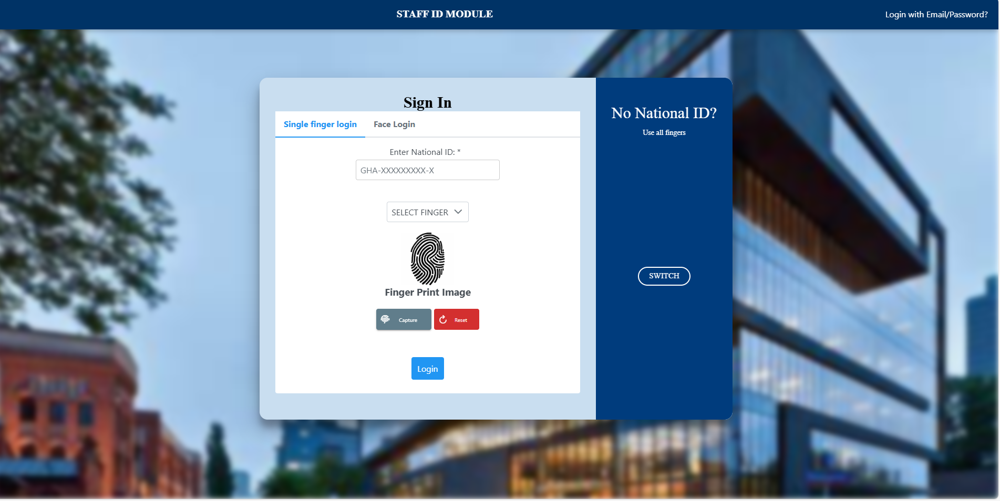 STAFF ID MODULE
Login with Email/Password?
Sign In
Single finger login
Face Login
Enter National ID: *
GHA-XXXXXXXXX-X
SELECT FINGER
Finger Print Image
Capture
Reset
Login
No National ID?
Use all fingers
SWITCH